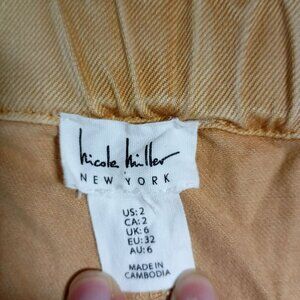 nicole miller
NEW YORK
US: 2
CA: 2
UK: 6
EU: 32
AU: 6
MADE IN
CAMBODIA